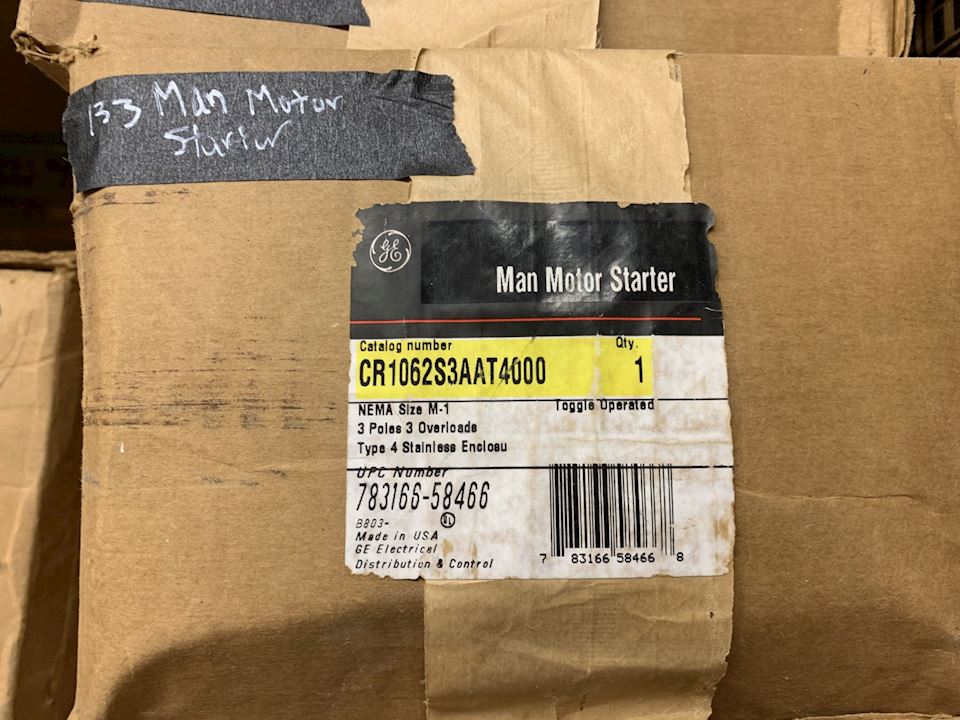 133 Man Motor
Starter
GE
Man Motor Starter
Catalog number Qty.
CR1062S3AAT4000 1
NEMA Size M-1 Toggle Operated
3 Poles 3 Overloads
Type 4 Stainless Enclosu
UPC Number
783166-58466
B803- UL
Made in USA
GE Electrical
Distribution & Control
7 83166 58466 8